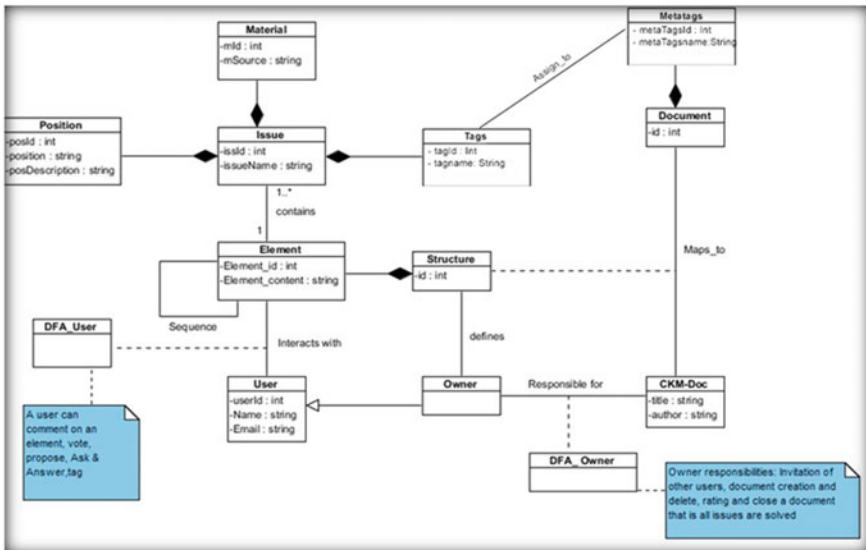 Material
-mId : int
-mSource : string
Metatags
- metaTagsId : Int
- metaTagsname:String
Assign_to
Position
-posId : int
-position : string
-posDescription : string
Issue
-issId : int
-issueName : string
Tags
- tagId : Int
- tagname: String
Document
-id : int
1..*
contains
1
Element
-Element_id : int
-Element_content : string
Structure
-id : int
Maps_to
Sequence
DFA_User
Interacts with
defines
User
-userId : int
-Name : string
-Email : string
Owner
Responsible for
CKM-Doc
-title : string
-author : string
A user can
comment on an
element, vote,
propose, Ask &
Answer,tag
DFA_Owner
Owner responsibilities: Invitation of
other users, document creation and
delete, rating and close a document
that is all issues are solved